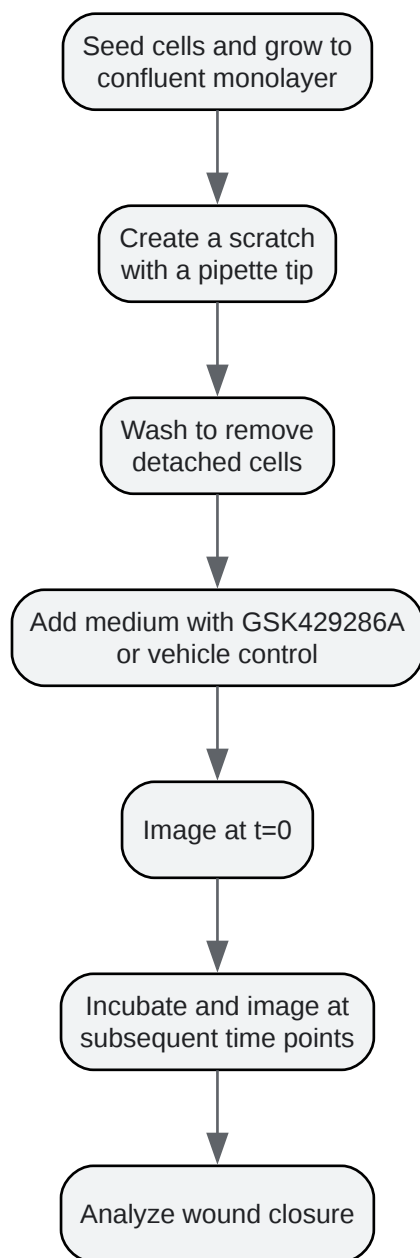 Seed cells and grow to
confluent monolayer
Create a scratch
with a pipette tip
Wash to remove
detached cells
Add medium with GSK429286A
or vehicle control
Image at t=0
Incubate and image at
subsequent time points
Analyze wound closure